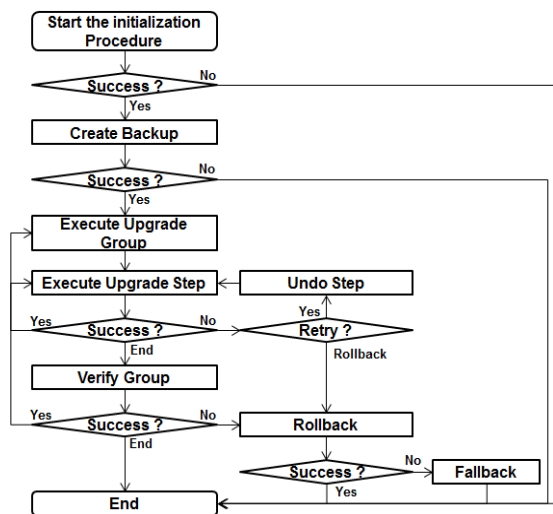 Start the initialization
Procedure
No
Success ?
Yes
Create Backup
No
Success ?
Yes
Execute Upgrade
Group
Execute Upgrade Step
Undo Step
Yes
Yes
Success ?
No
Retry ?
End
Rollback
Verify Group
Yes
Success ?
No
Rollback
End
No
Success ?
Fallback
Yes
End